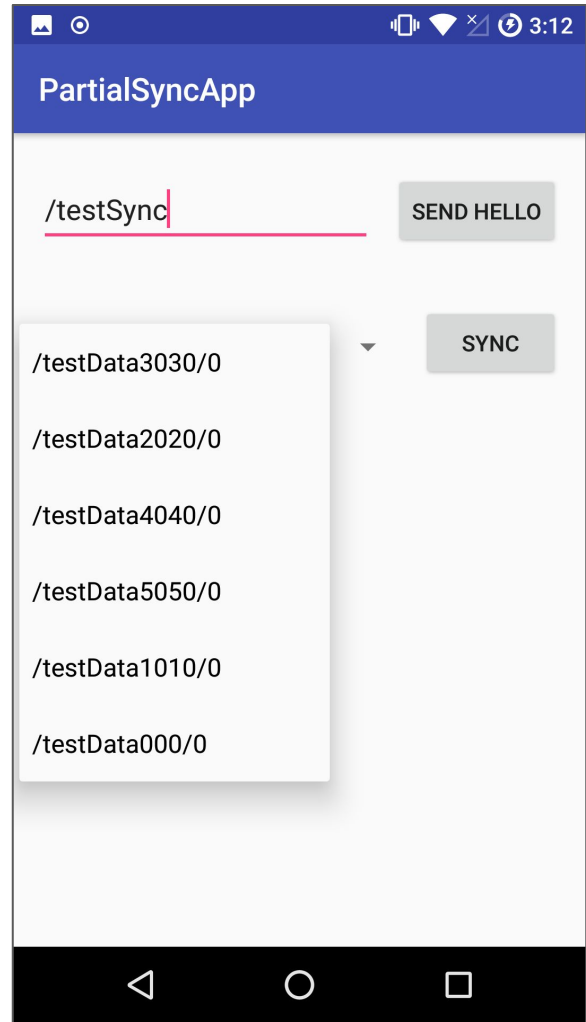 3:12
PartialSyncApp
/testSync
SEND HELLO
SYNC
/testData3030/0
/testData2020/0
/testData4040/0
/testData5050/0
/testData1010/0
/testData000/0